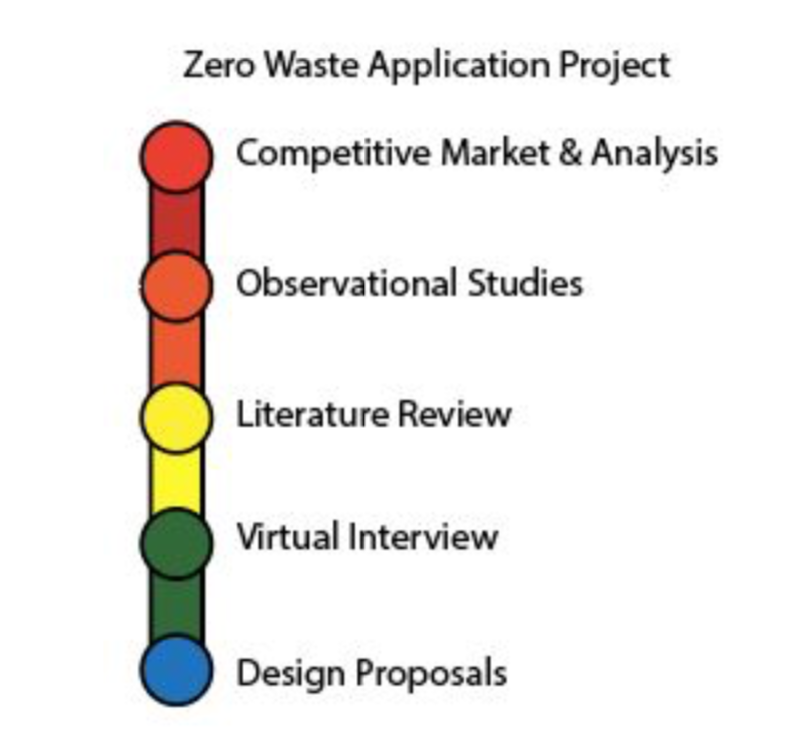 Zero Waste Application Project
Competitive Market & Analysis
Observational Studies
Literature Review
Virtual Interview
Design Proposals